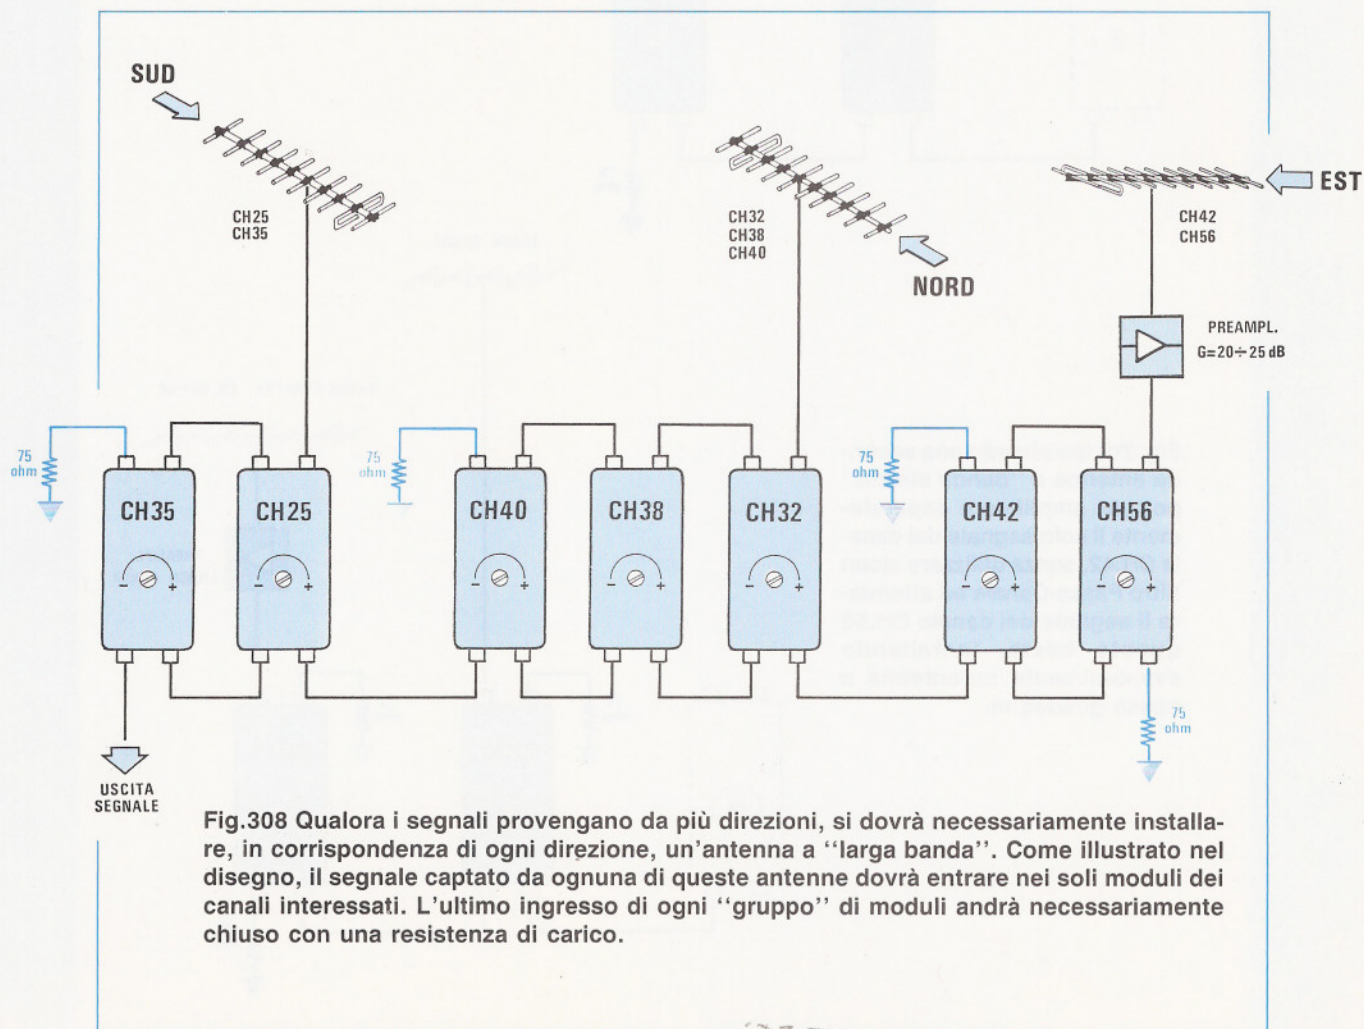 SUD
CH25
CH35
CH32
CH38
CH40
NORD
EST
CH42
CH56
PREAMPL.
G=20÷25 dB
75
ohm
75
ohm
75
ohm
CH35
CH25
CH40
CH38
CH32
CH42
CH56
- +
- +
- +
- +
- +
- +
- +
75
ohm
USCITA
SEGNALE
Fig.308 Qualora i segnali provengano da più direzioni, si dovrà necessariamente installa-
re, in corrispondenza di ogni direzione, un'antenna a ''larga banda''. Come illustrato nel
disegno, il segnale captato da ognuna di queste antenne dovrà entrare nei soli moduli dei
canali interessati. L'ultimo ingresso di ogni ''gruppo'' di moduli andrà necessariamente
chiuso con una resistenza di carico.